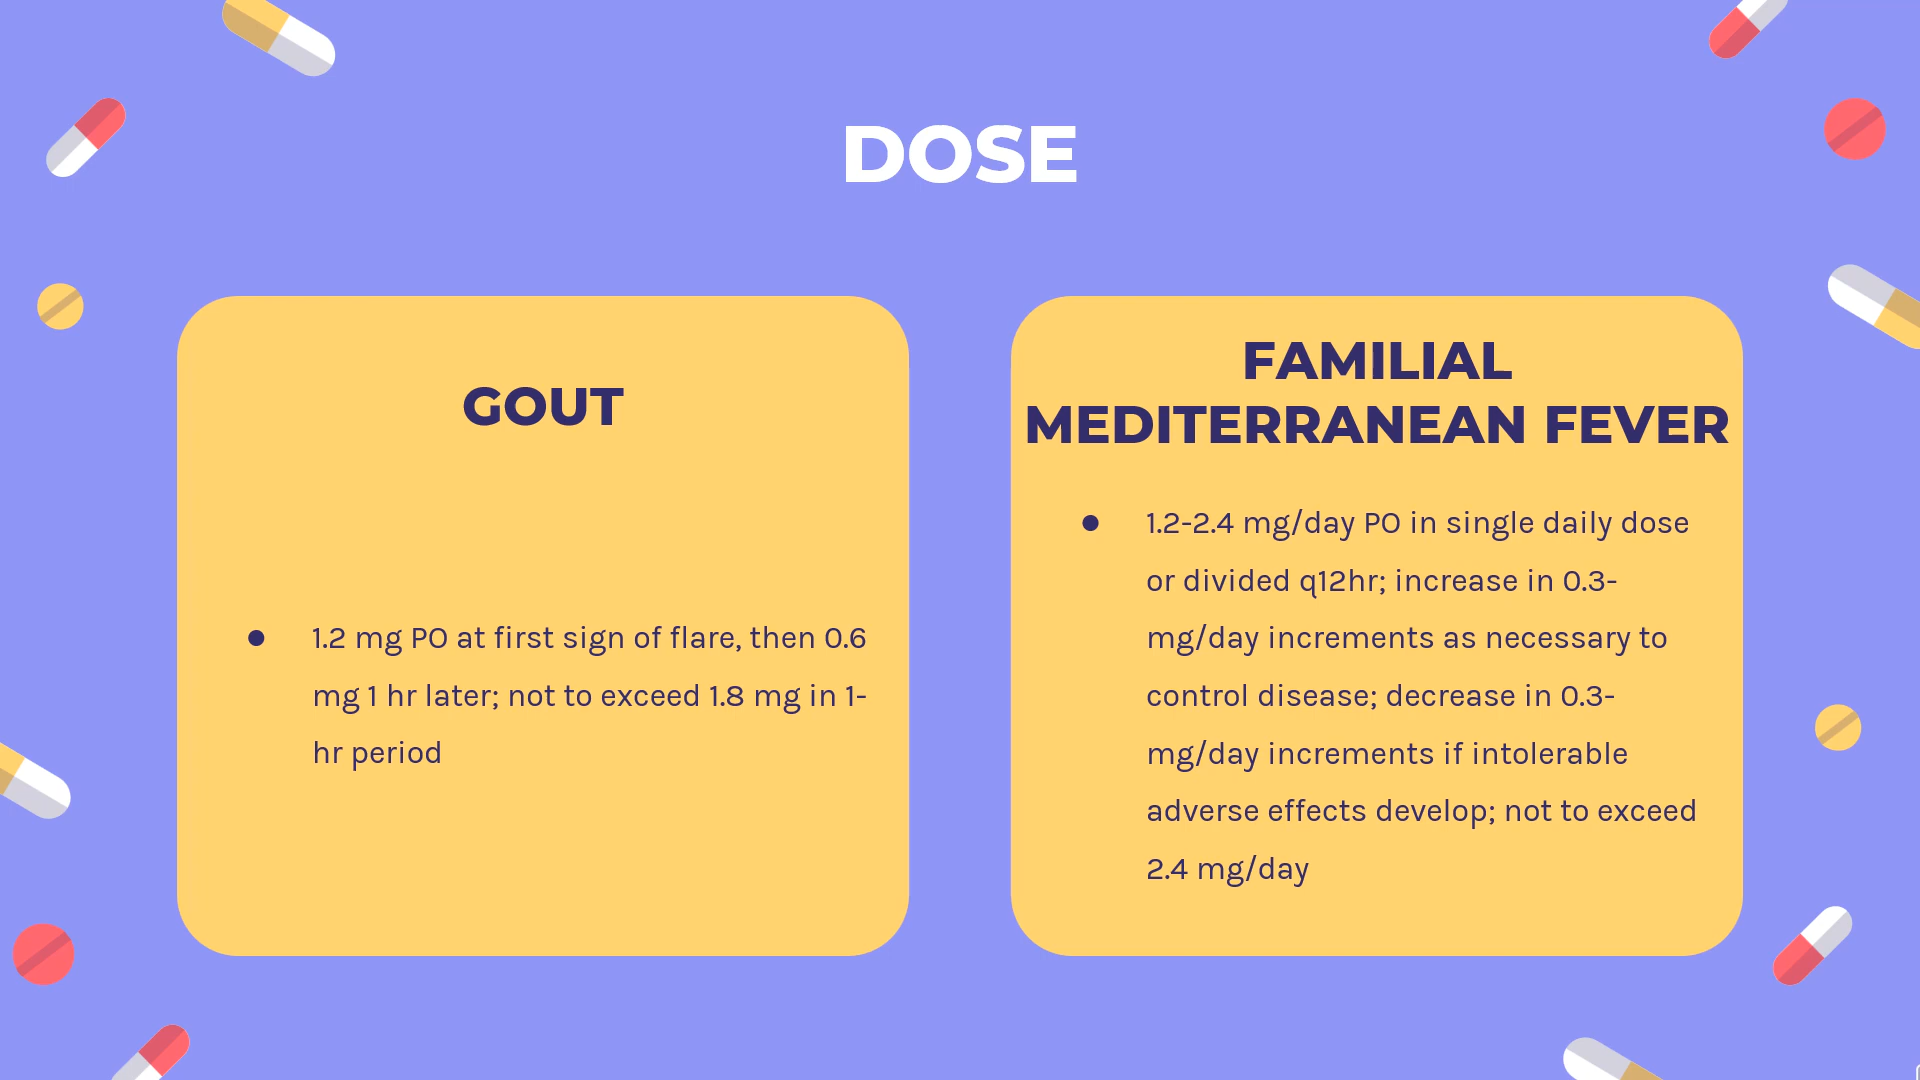 DOSE
GOUT
● 1.2 mg PO at first sign of flare, then 0.6
mg 1 hr later; not to exceed 1.8 mg in 1-
hr period
FAMILIAL
MEDITERRANEAN FEVER
● 1.2-2.4 mg/day PO in single daily dose
or divided q12hr; increase in 0.3-
mg/day increments as necessary to
control disease; decrease in 0.3-
mg/day increments if intolerable
adverse effects develop; not to exceed
2.4 mg/day